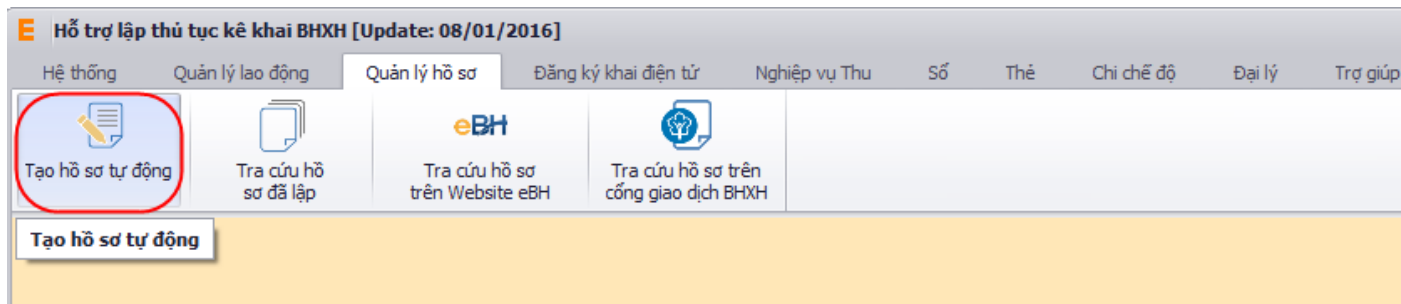 E Hỗ trợ lập thủ tục kê khai BHXH [Update: 08/01/2016]
Hệ thống Quản lý lao động Quản lý hồ sơ Đăng ký khai điện tử Nghiệp vụ Thu Sổ Thẻ Chi chế độ Đại lý Trợ giúp
eBH
Tạo hồ sơ tự động Tra cứu hồ Tra cứu hồ sơ Tra cứu hồ sơ trên
sơ đã lập trên Website eBH cổng giao dịch BHXH
Tạo hồ sơ tự động